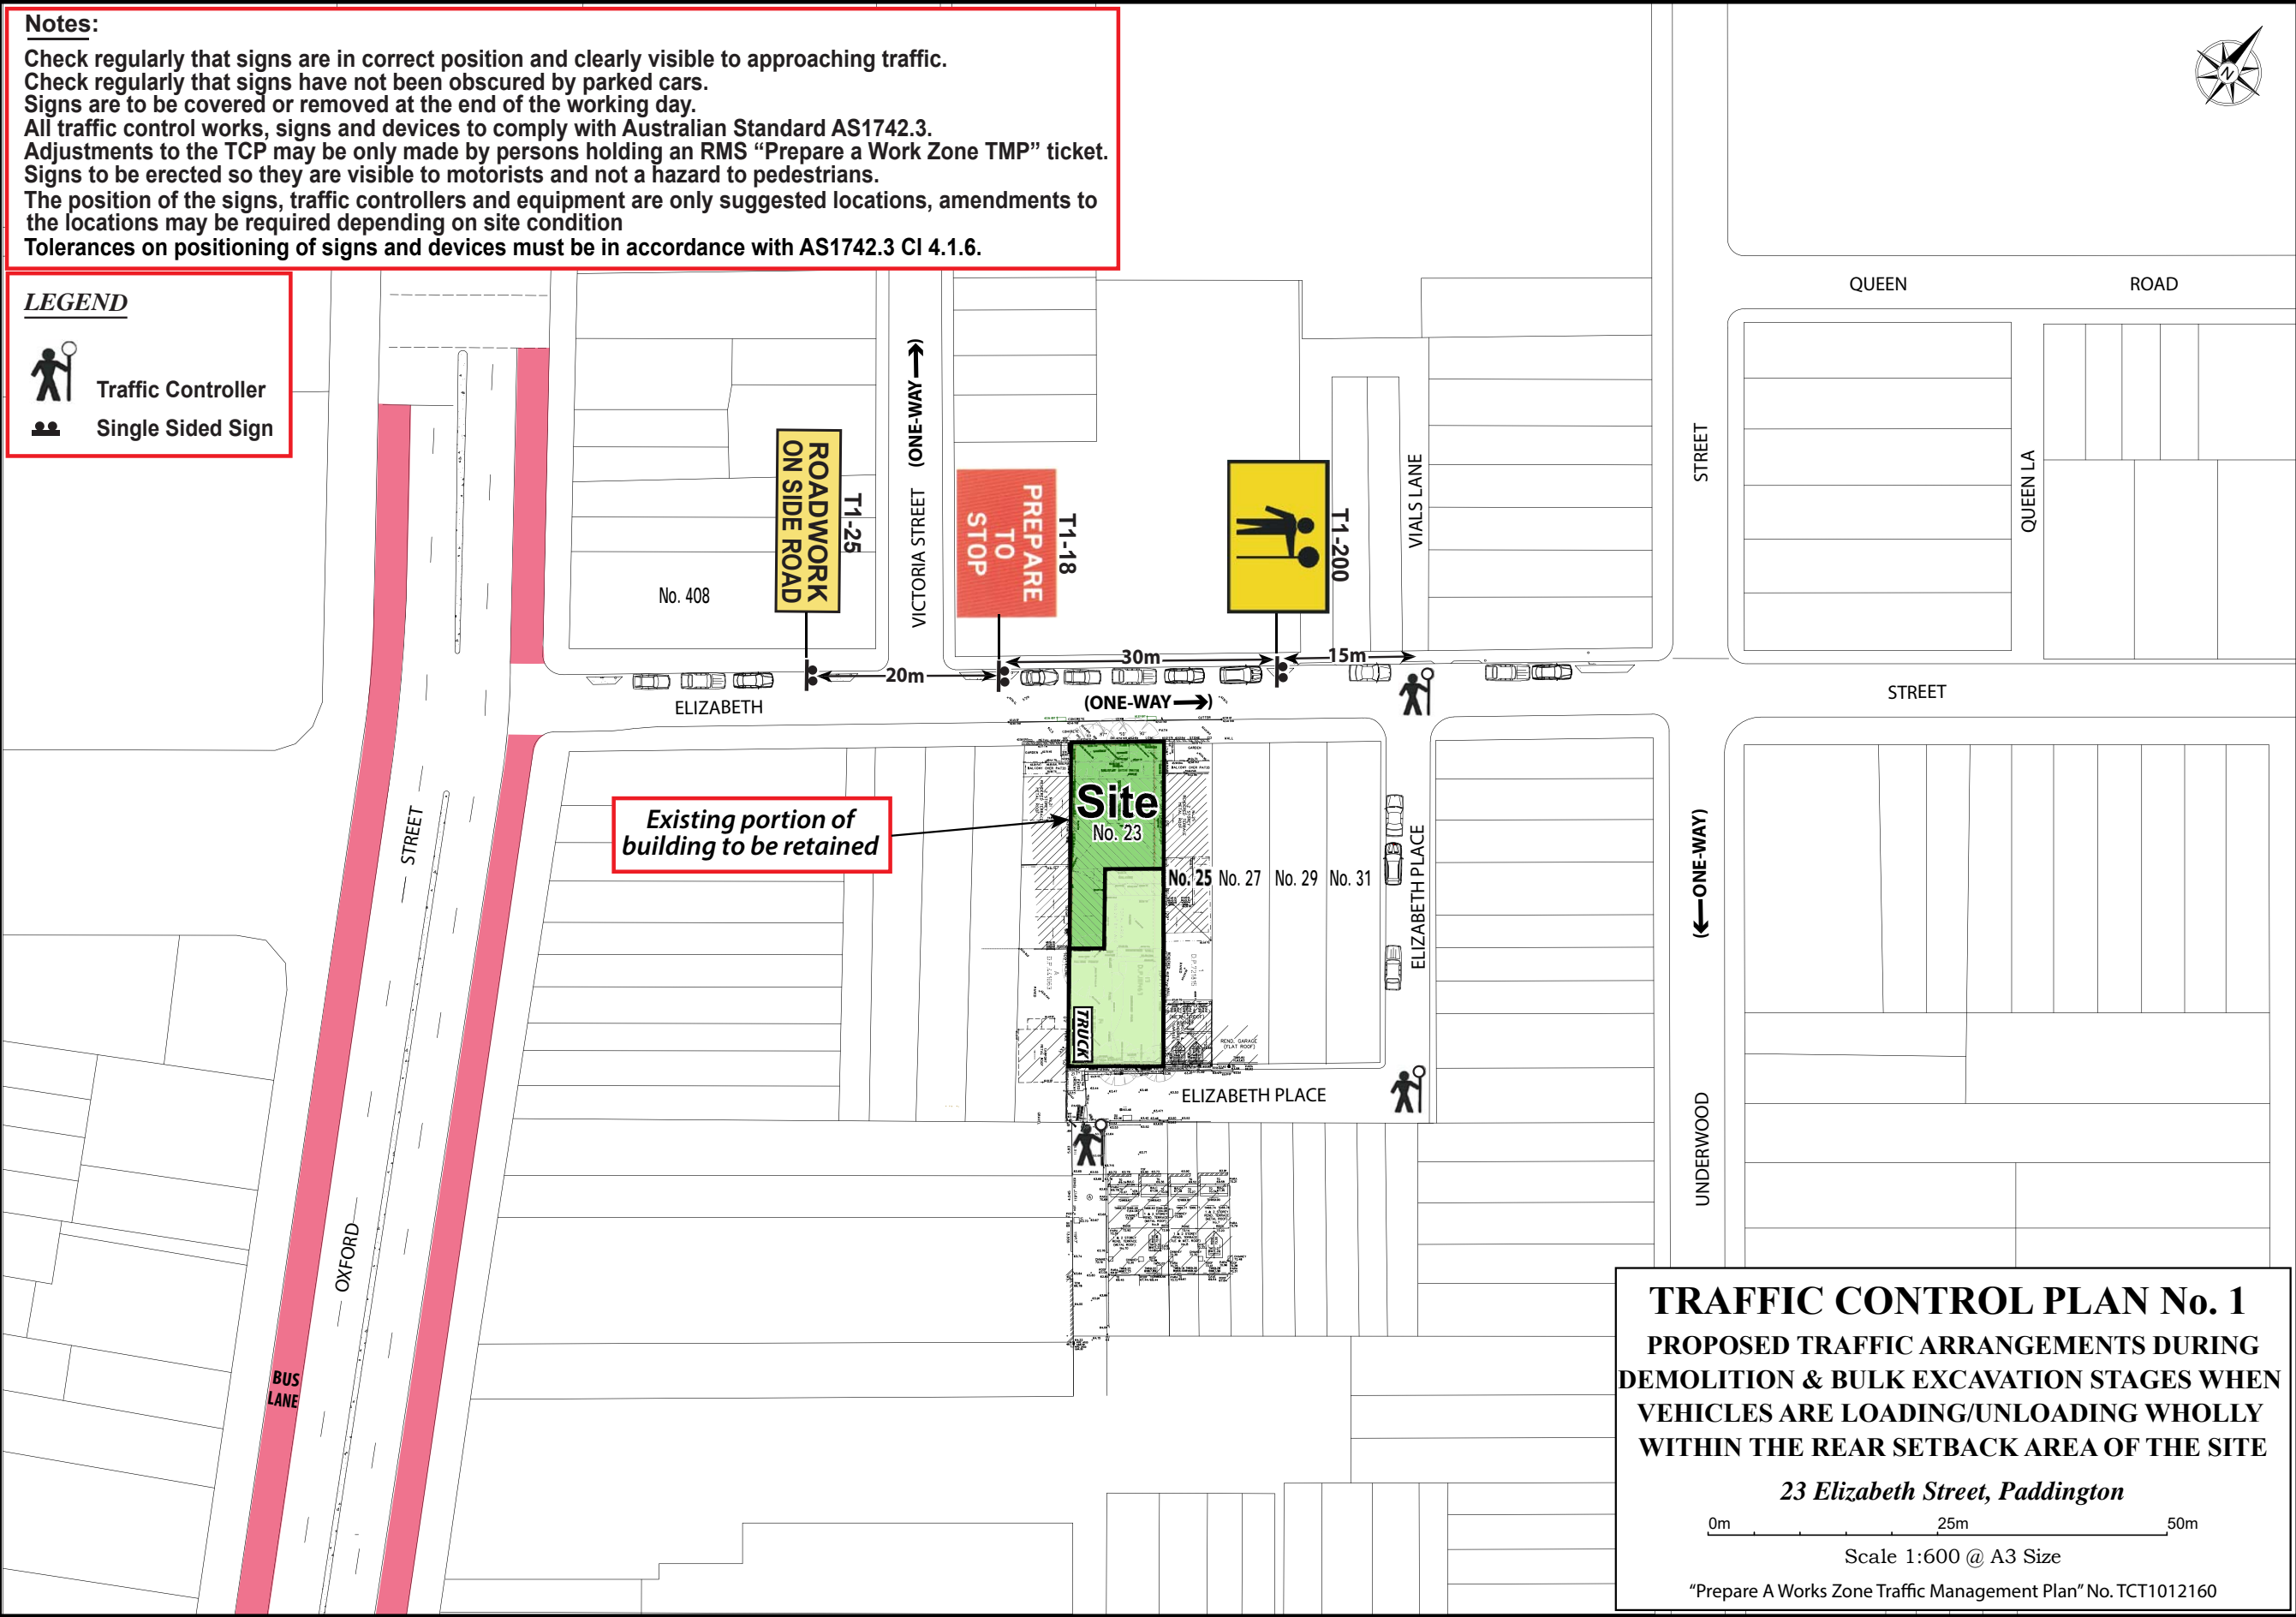 Notes:
Check regularly that signs are in correct position and clearly visible to approaching traffic.
Check regularly that signs have not been obscured by parked cars.
Signs are to be covered or removed at the end of the working day.
All traffic control works, signs and devices to comply with Australian Standard AS1742.3.
Adjustments to the TCP may be only made by persons holding an RMS “Prepare a Work Zone TMP” ticket.
Signs to be erected so they are visible to motorists and not a hazard to pedestrians.
The position of the signs, traffic controllers and equipment are only suggested locations, amendments to
the locations may be required depending on site condition
Tolerances on positioning of signs and devices must be in accordance with AS1742.3 Cl 4.1.6.
N
LEGEND
Traffic Controller
Single Sided Sign
QUEEN ROAD
QUEEN LA
STREET
VIALS LANE
VICTORIA STREET (ONE-WAY)
ROADWORK
ON SIDE ROAD
T1-25
PREPARE
TO
STOP
T1-18
T1-200
No. 408
20m
30m
15m
ELIZABETH
(ONE-WAY)
STREET
Existing portion of
building to be retained
Site
No. 23
No. 25
No. 27
No. 29
No. 31
TRUCK
REND. GARAGE
(FLAT ROOF)
ELIZABETH PLACE
ELIZABETH PLACE
(ONE-WAY)
UNDERWOOD
STREET
OXFORD
BUS
LANE
TRAFFIC CONTROL PLAN No. 1
PROPOSED TRAFFIC ARRANGEMENTS DURING
DEMOLITION & BULK EXCAVATION STAGES WHEN
VEHICLES ARE LOADING/UNLOADING WHOLLY
WITHIN THE REAR SETBACK AREA OF THE SITE
23 Elizabeth Street, Paddington
0m 25m 50m
Scale 1:600 @ A3 Size
“Prepare A Works Zone Traffic Management Plan” No. TCT1012160